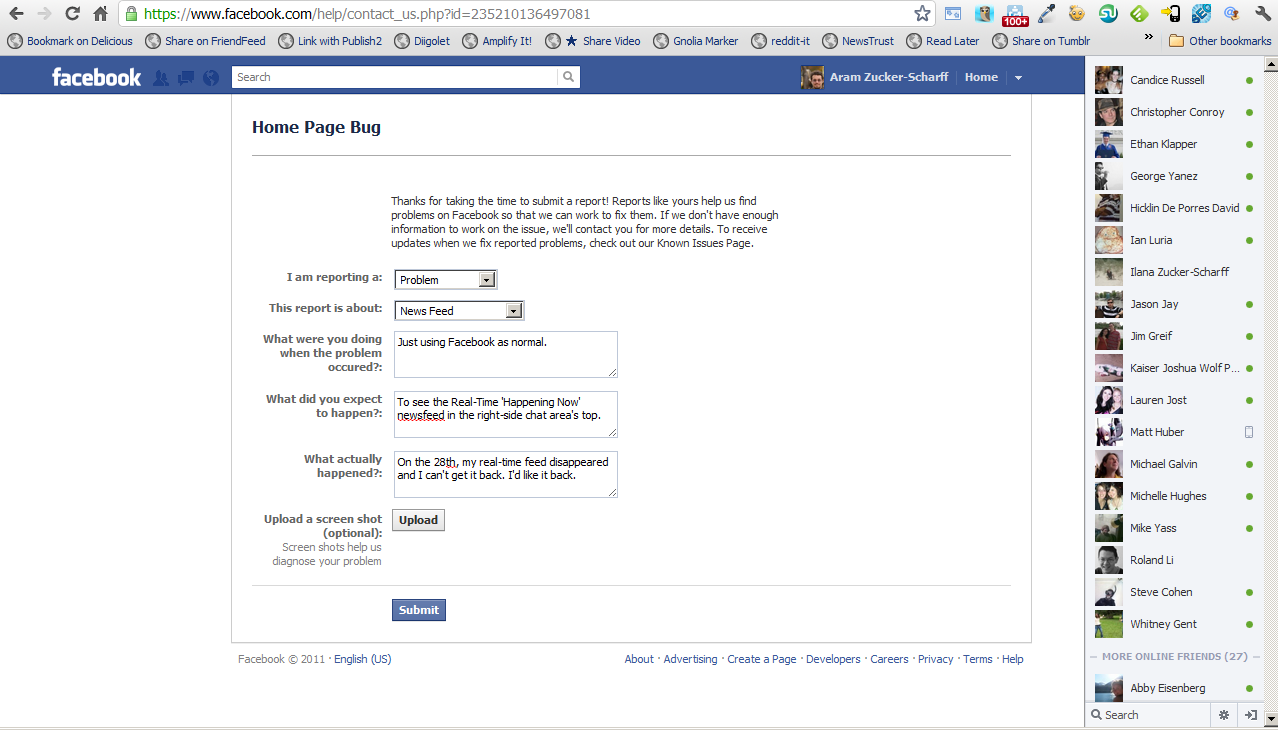 https://www.facebook.com/help/contact_us.php?id=235210136497081
100+
Bookmark on Delicious
Share on FriendFeed
Link with Publish2
Diigolet
Amplify It!
Share Video
Gnolia Marker
reddit-it
NewsTrust
Read Later
Share on Tumblr
»
Other bookmarks
facebook
Search
Aram Zucker-Scharff
Home
Home Page Bug
Thanks for taking the time to submit a report! Reports like yours help us find
problems on Facebook so that we can work to fix them. If we don't have enough
information to work on the issue, we'll contact you for more details. To receive
updates when we fix reported problems, check out our Known Issues Page.
I am reporting a:
Problem
This report is about:
News Feed
What were you doing
when the problem
occured?:
Just using Facebook as normal.
What did you expect
to happen?:
To see the Real-Time 'Happening Now'
newsfeed in the right-side chat area's top.
What actually
happened?:
On the 28th, my real-time feed disappeared
and I can't get it back. I'd like it back.
Upload a screen shot
(optional):
Screen shots help us
diagnose your problem
Upload
Submit
Facebook © 2011 · English (US)
About · Advertising · Create a Page · Developers · Careers · Privacy · Terms · Help
Candice Russell
Christopher Conroy
Ethan Klapper
George Yanez
Hicklin De Porres David
Ian Luria
Ilana Zucker-Scharff
Jason Jay
Jim Greif
Kaiser Joshua Wolf P...
Lauren Jost
Matt Huber
Michael Galvin
Michelle Hughes
Mike Yass
Roland Li
Steve Cohen
Whitney Gent
MORE ONLINE FRIENDS (27)
Abby Eisenberg
Search